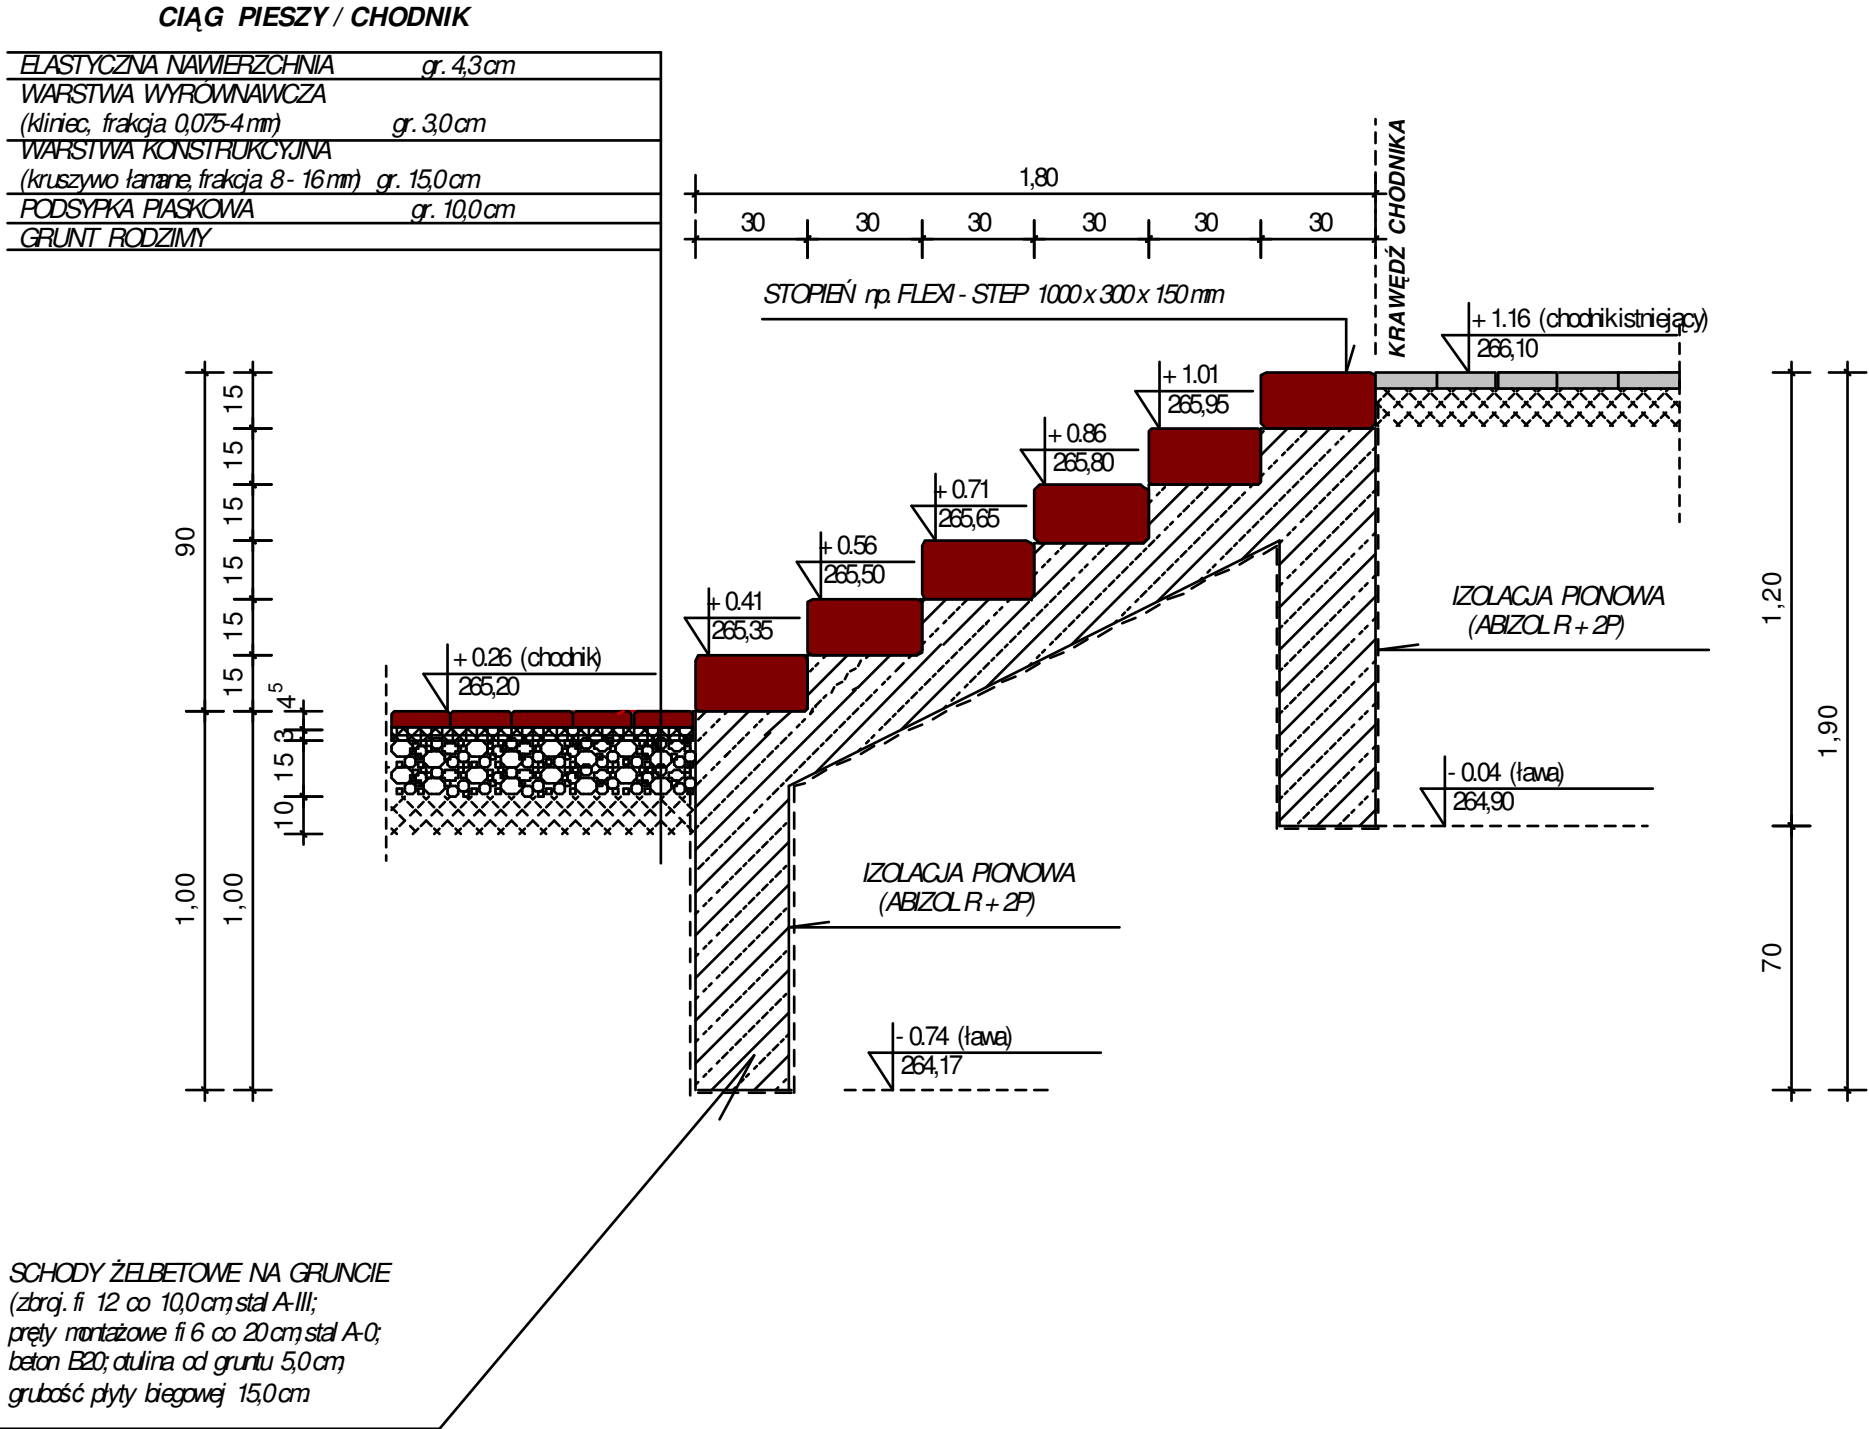 CIĄG PIESZY / CHODNIK
ELASTYCZNA NAWIERZCHNIA gr. 4,3 cm
WARSTWA WYRÓWNAWCZA
(kliniec, frakcja 0,075-4 mm) gr. 3,0 cm
WARSTWA KONSTRUKCYJNA
(kruszywo łamane, frakcja 8 - 16 mm) gr. 15,0 cm
PODSYPKA PIASKOWA gr. 10,0 cm
GRUNT RODZIMY
1,80
30 30 30 30 30 30
KRAWĘDŹ CHODNIKA
STOPIEŃ np. FLEXI - STEP 1000 x 300 x 150 mm
+ 1.16 (chodnik istniejący)
266,10
+ 1.01
265,95
+ 0.86
265,80
+ 0.71
265,65
+ 0.56
265,50
+ 0.41
265,35
+ 0.26 (chodnik)
265,20
90
15
15
15
15
15
15
4⁵
3
15
10
1,00
1,00
IZOLACJA PIONOWA
(ABIZOL R + 2P)
1,20
1,90
70
- 0.04 (ława)
264,90
IZOLACJA PIONOWA
(ABIZOL R + 2P)
- 0.74 (ława)
264,17
SCHODY ŻELBETOWE NA GRUNCIE
(zbroj. fi 12 co 10,0 cm, stal A-III;
pręty montażowe fi 6 co 20 cm, stal A-0;
beton B20; otulina od gruntu 5,0 cm,
grubość płyty biegowej 15,0 cm